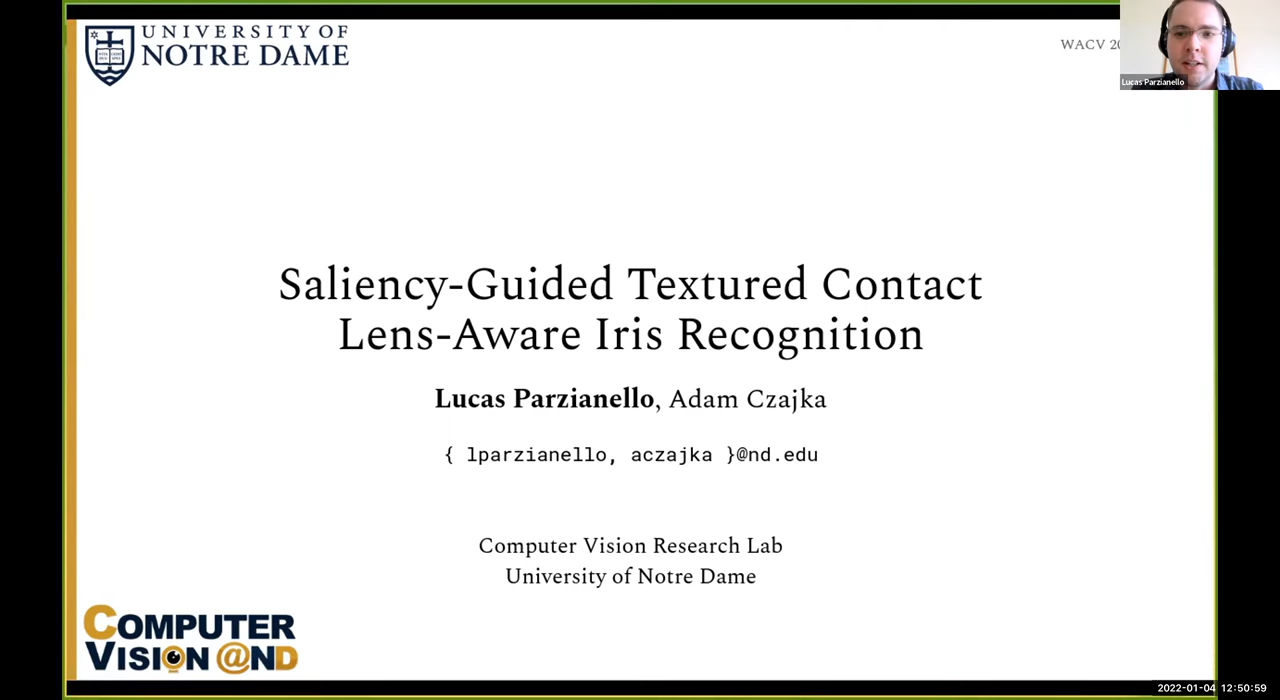 UNIVERSITY OF
NOTRE DAME
WACV 20
Lucas Parzianello
Saliency-Guided Textured Contact
Lens-Aware Iris Recognition
Lucas Parzianello, Adam Czajka
{ lparzianello, aczajka }@nd.edu
Computer Vision Research Lab
University of Notre Dame
COMPUTER
VISION @ND
2022-01-04 12:50:59